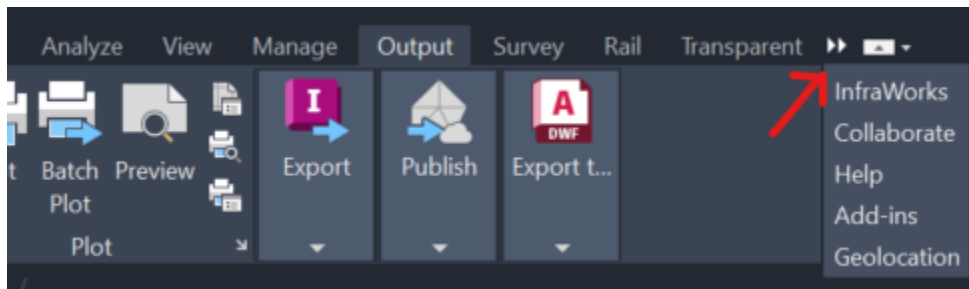 Analyze View Manage Output Survey Rail Transparent
InfraWorks
Collaborate
Help
Add-ins
Geolocation
I
A
DWF
t Batch Plot
Preview
Export
Publish
Export t...
Plot